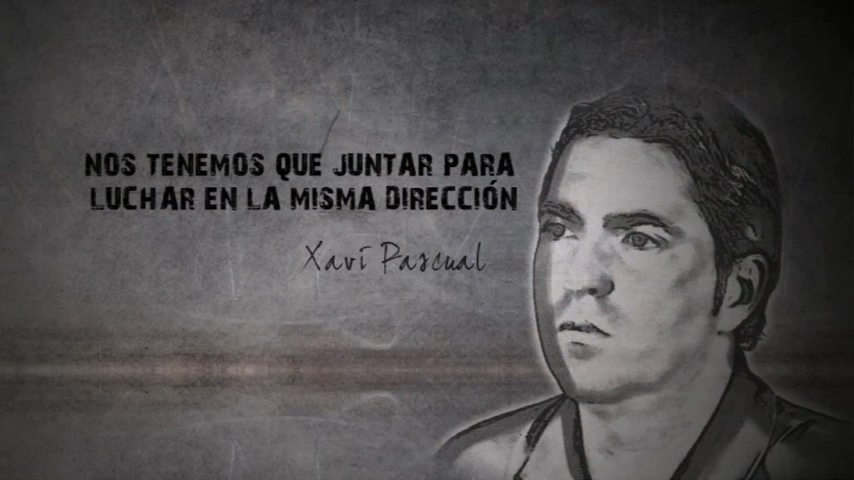 NOS TENEMOS QUE JUNTAR PARA
LUCHAR EN LA MISMA DIRECCIÓN
Xavi Pascual